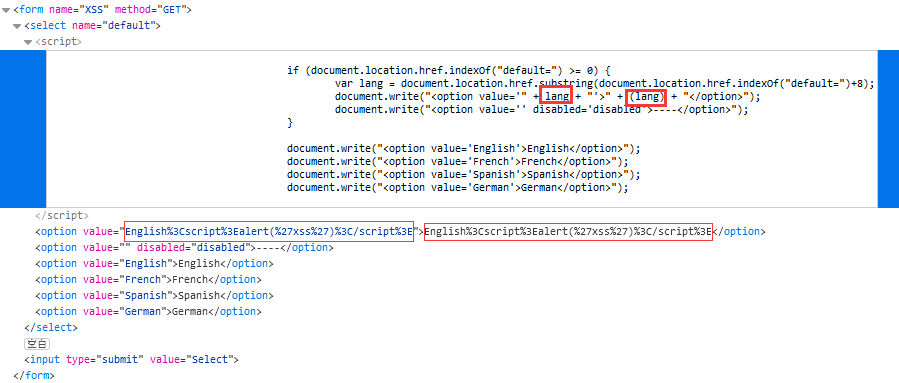 <form name="XSS" method="GET">
<select name="default">
<script>
if (document.location.href.indexOf("default=") >= 0) {
var lang = document.location.href.substring(document.location.href.indexOf("default=")+8);
document.write("<option value='" + lang + "'>" + (lang) + "</option>");
document.write("<option value='' disabled='disabled'>----</option>");
}
document.write("<option value='English'>English</option>");
document.write("<option value='French'>French</option>");
document.write("<option value='Spanish'>Spanish</option>");
document.write("<option value='German'>German</option>");
</script>
<option value="English%3Cscript%3Ealert(%27xss%27)%3C/script%3E">English%3Cscript%3Ealert(%27xss%27)%3C/script%3E</option>
<option value="" disabled="disabled">----</option>
<option value="English">English</option>
<option value="French">French</option>
<option value="Spanish">Spanish</option>
<option value="German">German</option>
</select>
空白
<input type="submit" value="Select">
</form>